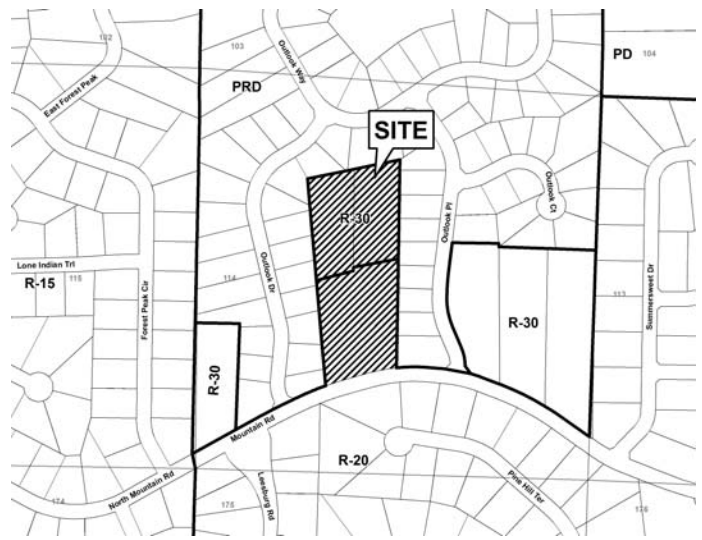 102
103
PRD
Outlook Way
PD
104
East Forest Peak
SITE
R-30
Outlook Ct
Outlook Pl
Lone Indian Trl
115
R-15
114
Outlook Dr
Forest Peak Cir
R-30
113
Summersweet Dr
R-30
Mountain Rd
R-20
North Mountain Rd
174
175
Leesburg Rd
Pine Hill Ter
176